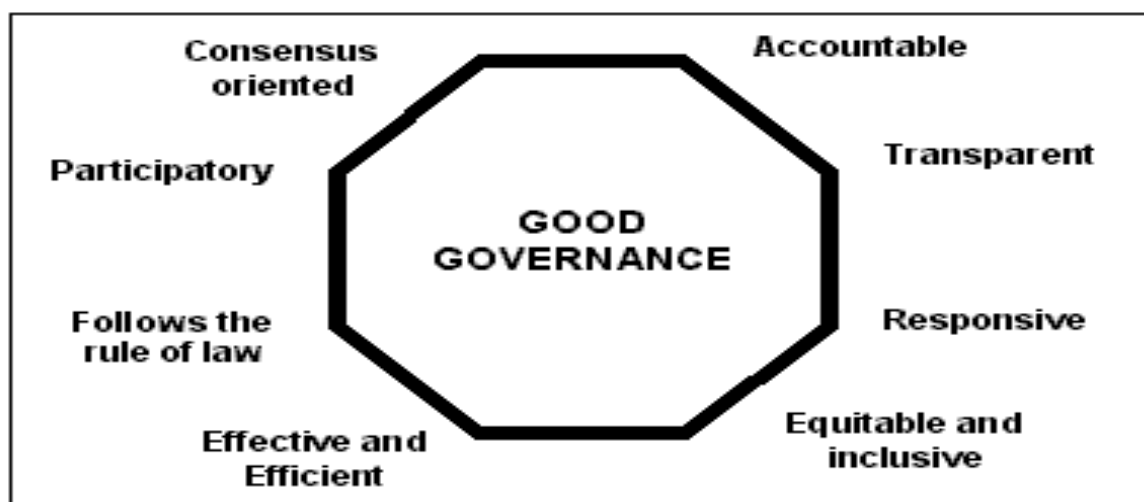 Consensus
oriented
Accountable
Participatory
Transparent
GOOD
GOVERNANCE
Follows the
rule of law
Responsive
Effective and
Efficient
Equitable and
inclusive